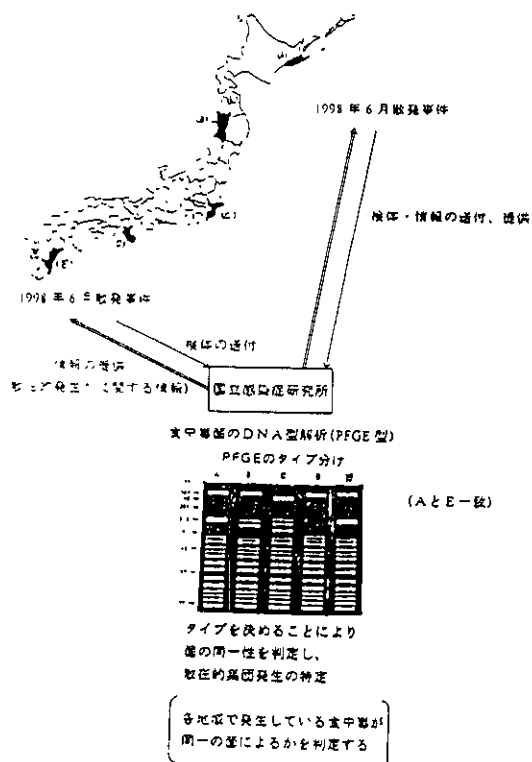 1998年6月散発事件
検体・情報の送付、提供
1998年6月散発事件
検体の送付
情報の提供
国立感染症研究所
食中毒菌のDNA型解析(PFGE型)
PFGEのタイプ分け
(AとE一致)
タイプを決めることにより
菌の同一性を判定し、
散在的集団発生の特定
各地域で発生している食中毒が
同一の菌によるかを判定する